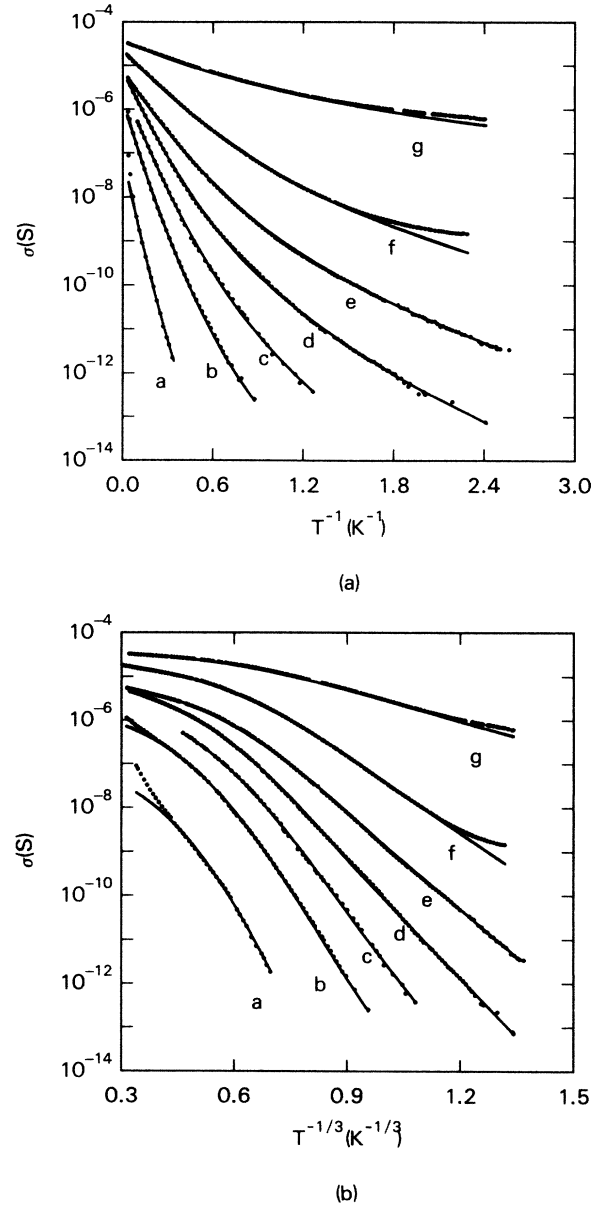 10⁻⁴
10⁻⁶
10⁻⁸
10⁻¹⁰
10⁻¹²
10⁻¹⁴
σ(S)
g
f
e
d
c
b
a
0.0 0.6 1.2 1.8 2.4 3.0
T⁻¹ (K⁻¹)
(a)
10⁻⁴
10⁻⁶
10⁻⁸
10⁻¹⁰
10⁻¹²
10⁻¹⁴
σ(S)
g
f
e
d
c
b
a
0.3 0.6 0.9 1.2 1.5
T⁻¹/³ (K⁻¹/³)
(b)